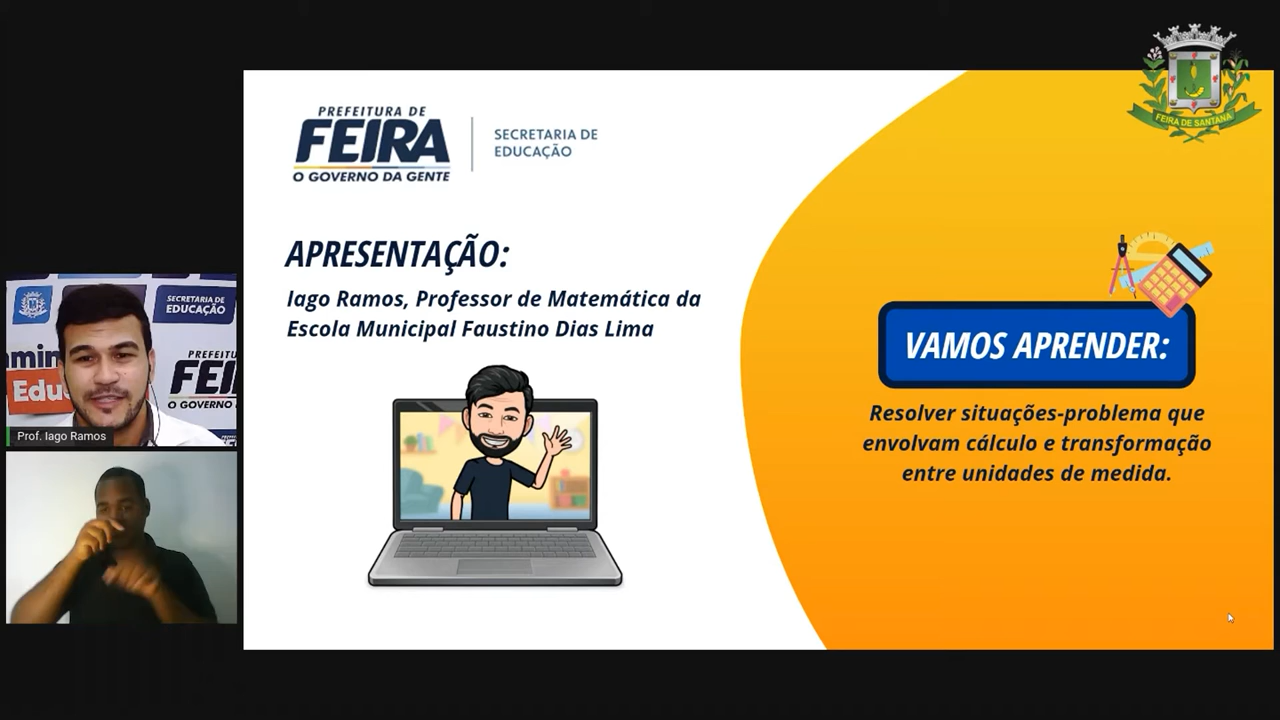 FEIRA DE SANTANA
PREFEITURA DE
FEIRA
O GOVERNO DA GENTE
SECRETARIA DE
EDUCAÇÃO
APRESENTAÇÃO:
Iago Ramos, Professor de Matemática da
Escola Municipal Faustino Dias Lima
VAMOS APRENDER:
Resolver situações-problema que
envolvam cálculo e transformação
entre unidades de medida.
SECRETARIA DE
EDUCAÇÃO
PREFEITU
FEI
O GOVERNO
Prof. Iago Ramos